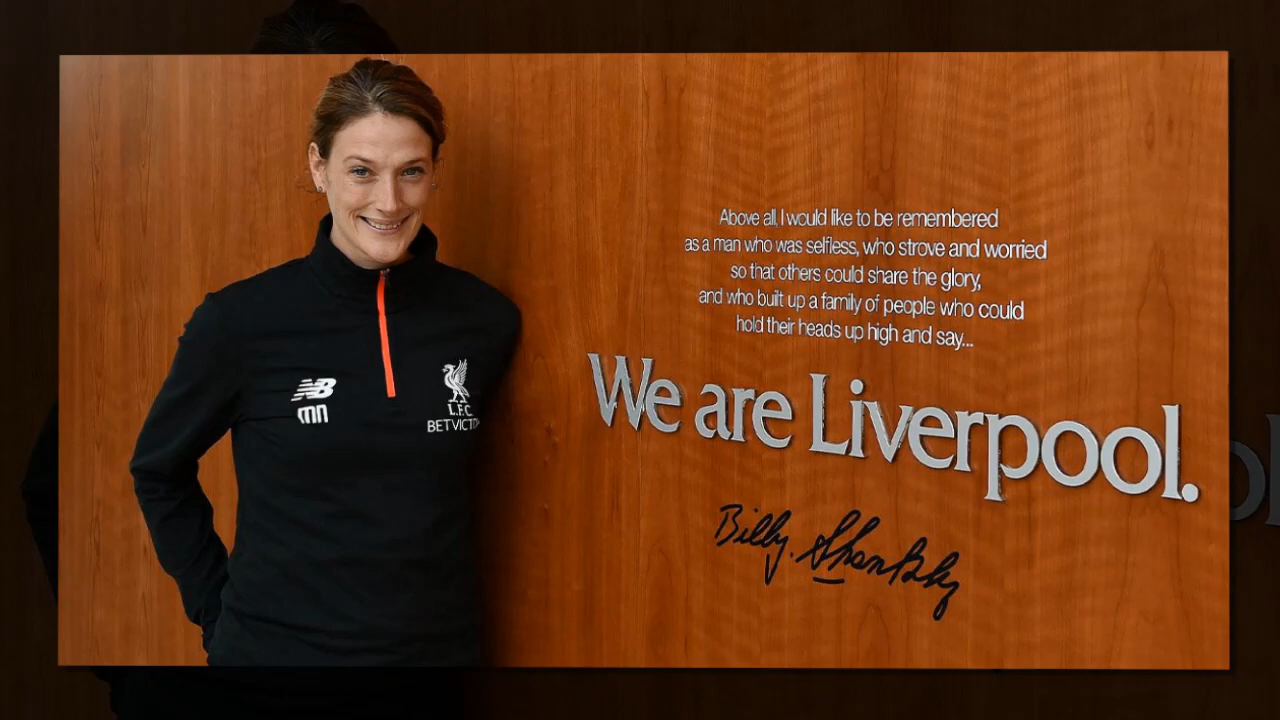 Above all, I would like to be remembered
as a man who was selfless, who strove and worried
so that others could share the glory,
and who built up a family of people who could
hold their heads up high and say...
We are Liverpool.
Billy Shankly
NB
mn
L.F.C.